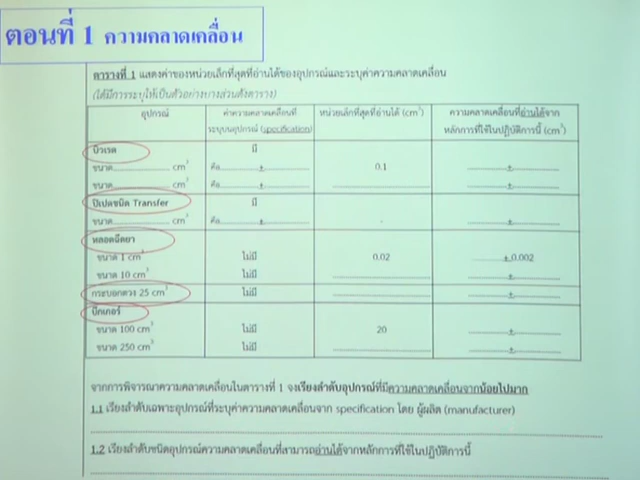 ตอนที่ 1 ความคลาดเคลื่อน
ตารางที่ 1 แสดงค่าของหน่วยเล็กที่สุดที่อ่านได้ของอุปกรณ์และระบุค่าความคลาดเคลื่อน
(ได้มีการระบุให้เป็นตัวอย่างบางส่วนดังตาราง)
อุปกรณ์ ค่าความคลาดเคลื่อนที่ระบุบนอุปกรณ์ (specification) หน่วยเล็กที่สุดที่อ่านได้ (cm³) ความคลาดเคลื่อนที่อ่านได้จากหลักการที่ใช้ในปฏิบัติการนี้ (cm³)
บิวเรต มี
ขนาด............ cm³ คือ............±............ 0.1 ............±............
ขนาด............ cm³ คือ............±............ ........................ ............±............
ปิเปตชนิด Transfer มี
ขนาด............ cm³ คือ............±............ - ............±............
หลอดฉีดยา
ขนาด 1 cm³ ไม่มี 0.02 ± 0.002
ขนาด 10 cm³ ไม่มี ........................ ............±............
กระบอกตวง 25 cm³ ไม่มี ........................ ............±............
บีกเกอร์
ขนาด 100 cm³ ไม่มี 20 ............±............
ขนาด 250 cm³ ไม่มี ........................ ............±............
จากการพิจารณาความคลาดเคลื่อนในตารางที่ 1 จงเรียงลำดับอุปกรณ์ที่มีความคลาดเคลื่อนจากน้อยไปมาก
1.1 เรียงลำดับเฉพาะอุปกรณ์ที่ระบุค่าความคลาดเคลื่อนจาก specification โดย ผู้ผลิต (manufacturer)
1.2 เรียงลำดับชนิดอุปกรณ์ความคลาดเคลื่อนที่สามารถอ่านได้จากหลักการที่ใช้ในปฏิบัติการนี้